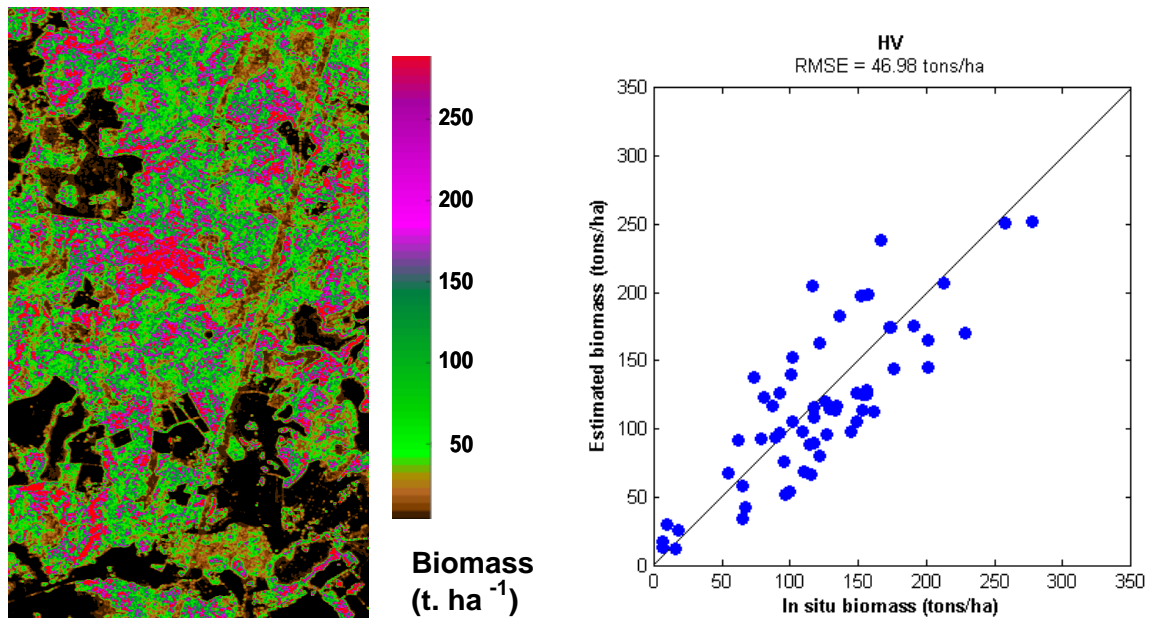 250
200
150
100
50
Biomass
(t. ha -1)
HV
RMSE = 46.98 tons/ha
350
300
250
200
150
100
50
0
Estimated biomass (tons/ha)
0 50 100 150 200 250 300 350
In situ biomass (tons/ha)